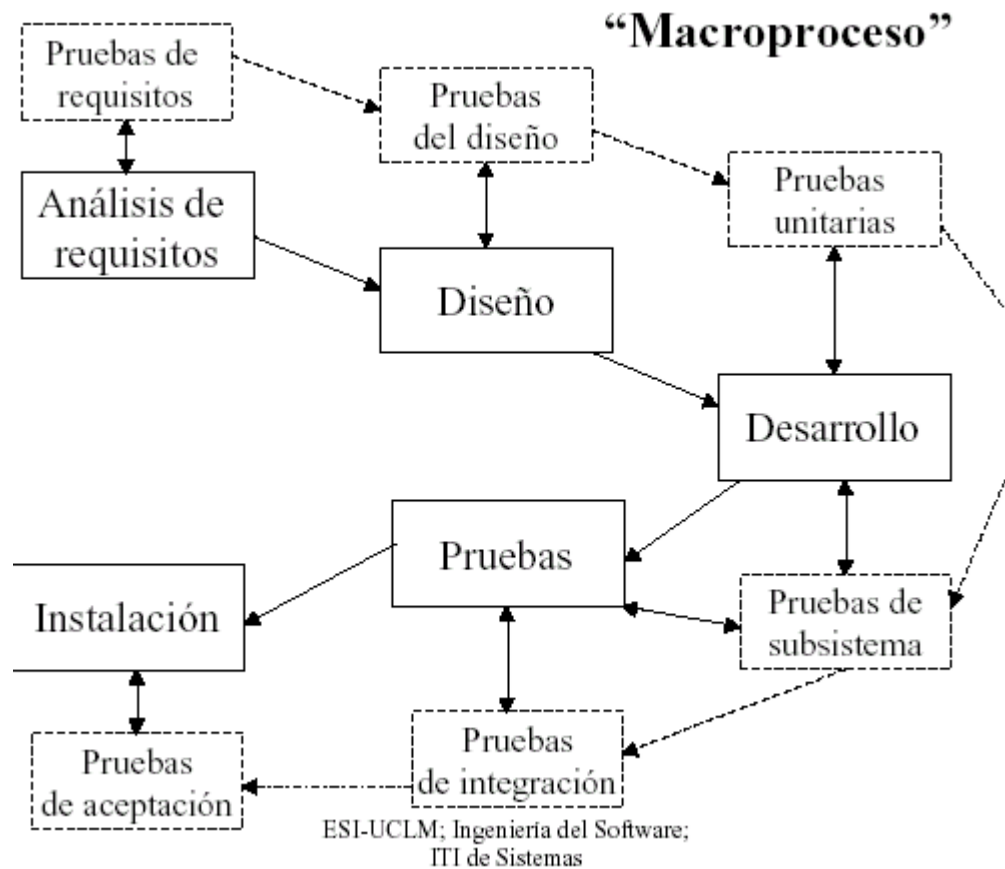 “Macroproceso”
Pruebas de
requisitos
Pruebas
del diseño
Pruebas
unitarias
Análisis de
requisitos
Diseño
Desarrollo
Pruebas
Instalación
Pruebas de
subsistema
Pruebas
de integración
Pruebas
de aceptación
ESI-UCLM; Ingeniería del Software;
ITI de Sistemas